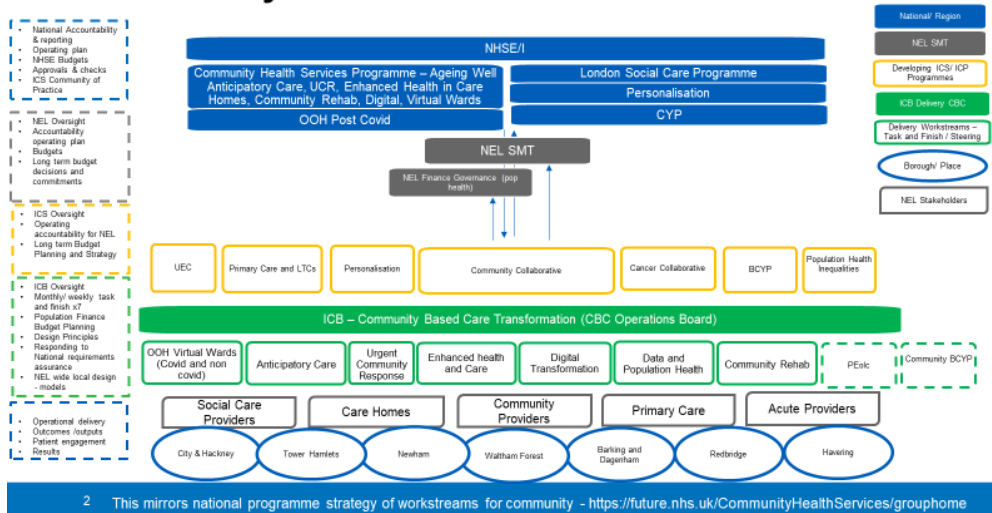 • National Accountability
& reporting
• Operating plan
• NHSE Budgets
• Approvals & checks
• ICS Community of
Practice
• NEL Oversight
• Accountability
operating plan
• Budgets
• Long term budget
decisions and
commitments
• ICS Oversight
• Operating
accountability for NEL
• Long term Budget
Planning and Strategy
• ICB Oversight
• Monthly/ weekly task
and finish x7
• Population Finance
Budget Planning
• Design Principles
• Responding to
National requirements
assurance
• NEL wide local design
- models
• Operational delivery
• Outcomes /outputs
• Patient engagement
• Results
NHSE/I
Community Health Services Programme – Ageing Well
Anticipatory Care, UCR, Enhanced Health in Care
Homes, Community Rehab, Digital, Virtual Wards
OOH Post Covid
London Social Care Programme
Personalisation
CYP
NEL SMT
NEL Finance Governance (pop
health)
UEC
Primary Care and LTCs
Personalisation
Community Collaborative
Cancer Collaborative
BCYP
Population Health
Inequalities
ICB – Community Based Care Transformation (CBC Operations Board)
OOH Virtual Wards
(Covid and non
covid)
Anticipatory Care
Urgent
Community
Response
Enhanced health
and Care
Digital
Transformation
Data and
Population Health
Community Rehab
PEolc
Community BCYP
Social Care
Providers
Care Homes
Community
Providers
Primary Care
Acute Providers
City & Hackney
Tower Hamlets
Newham
Waltham Forest
Barking and
Dagenham
Redbridge
Havering
National/ Region
NEL SMT
Developing ICS/ ICP
Programmes
ICB Delivery CBC
Delivery Workstreams –
Task and Finish / Steering
Borough/ Place
NEL Stakeholders
2 This mirrors national programme strategy of workstreams for community - https://future.nhs.uk/CommunityHealthServices/grouphome